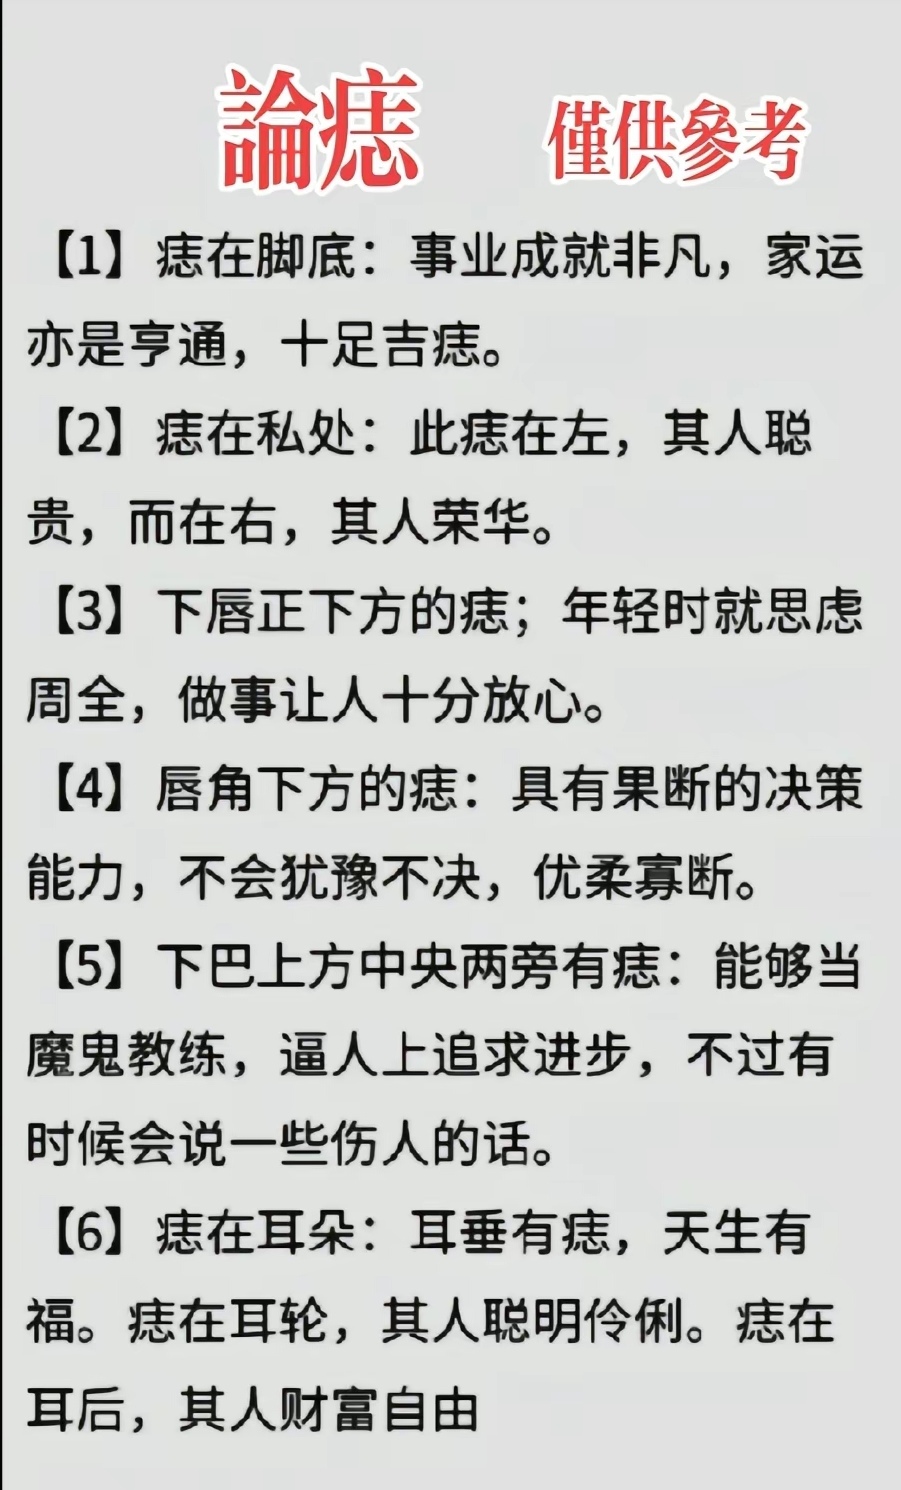 論痣 僅供參考
【1】痣在脚底：事业成就非凡，家运
亦是亨通，十足吉痣。
【2】痣在私处：此痣在左，其人聪
贵，而在右，其人荣华。
【3】下唇正下方的痣；年轻时就思虑
周全，做事让人十分放心。
【4】唇角下方的痣：具有果断的决策
能力，不会犹豫不决，优柔寡断。
【5】下巴上方中央两旁有痣：能够当
魔鬼教练，逼人上追求进步，不过有
时候会说一些伤人的话。
【6】痣在耳朵：耳垂有痣，天生有
福。痣在耳轮，其人聪明伶俐。痣在
耳后，其人财富自由